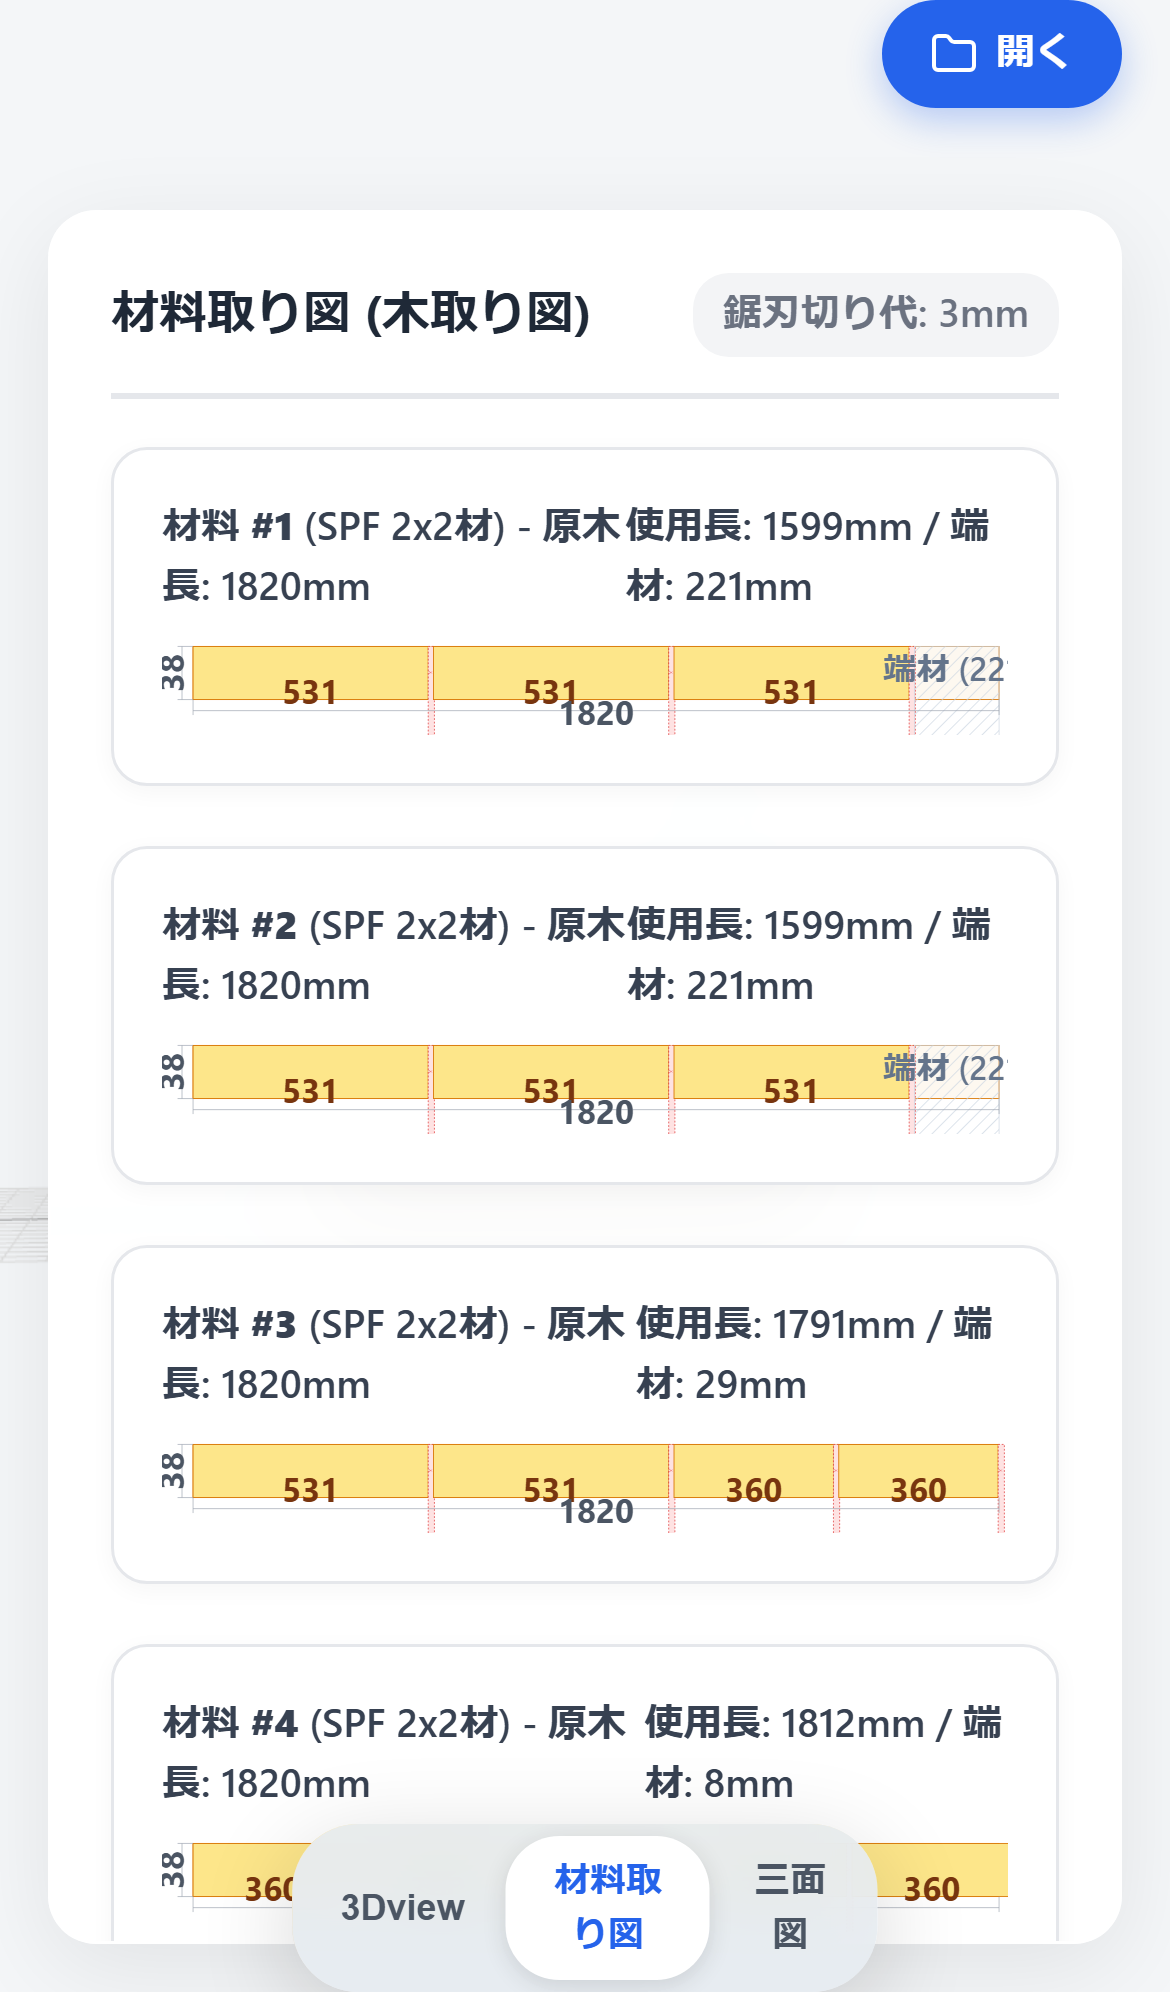 開く
材料取り図 (木取り図)
鋸刃切り代: 3mm
材料 #1 (SPF 2x2材) - 原木
長: 1820mm
使用長: 1599mm / 端
材: 221mm
38
531
531
531
端材 (22
1820
材料 #2 (SPF 2x2材) - 原木
長: 1820mm
使用長: 1599mm / 端
材: 221mm
38
531
531
531
端材 (22
1820
材料 #3 (SPF 2x2材) - 原木
長: 1820mm
使用長: 1791mm / 端
材: 29mm
38
531
531
360
360
1820
材料 #4 (SPF 2x2材) - 原木
長: 1820mm
使用長: 1812mm / 端
材: 8mm
38
360
360
3Dview
材料取
り図
三面
図